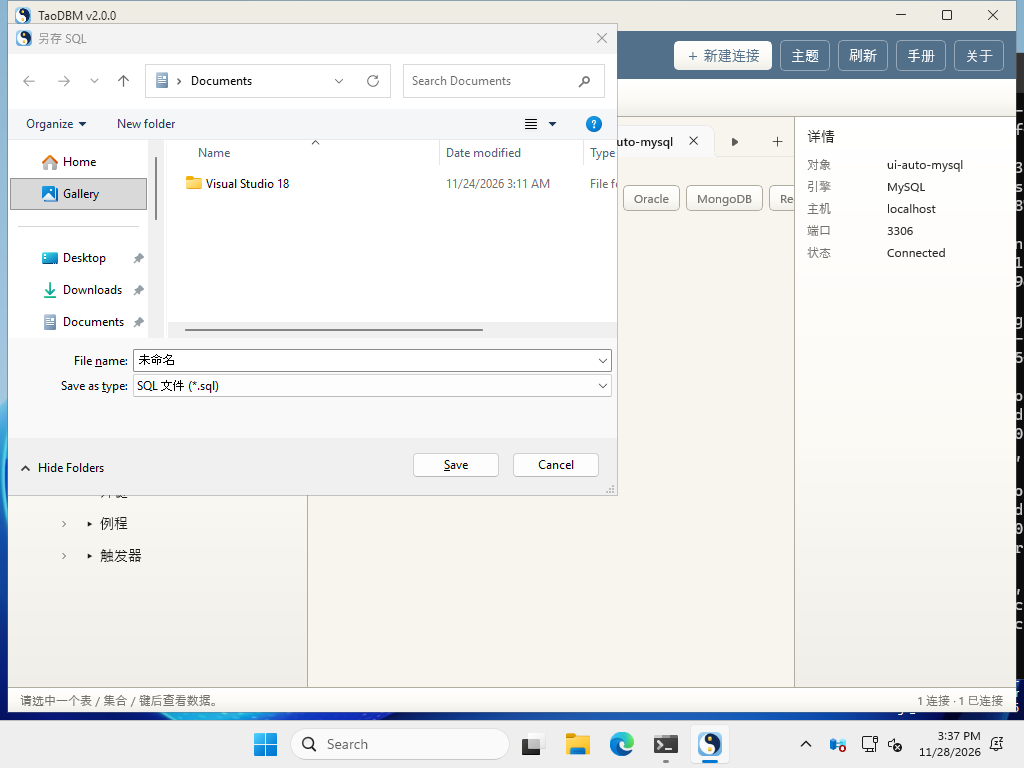 TaoDBM v2.0.0
另存 SQL
Documents
Search Documents
Organize
New folder
Home
Gallery
Desktop
Downloads
Documents
Name
Date modified
Type
Visual Studio 18
11/24/2026 3:11 AM
File f
File name:
未命名
Save as type:
SQL 文件 (*.sql)
Hide Folders
Save
Cancel
+ 新建连接
主题
刷新
手册
关于
uto-mysql
+
Oracle
MongoDB
Re
详情
对象 ui-auto-mysql
引擎 MySQL
主机 localhost
端口 3306
状态 Connected
例程
触发器
请选中一个表 / 集合 / 键后查看数据。
1 连接 · 1 已连接
Search
3:37 PM
11/28/2026